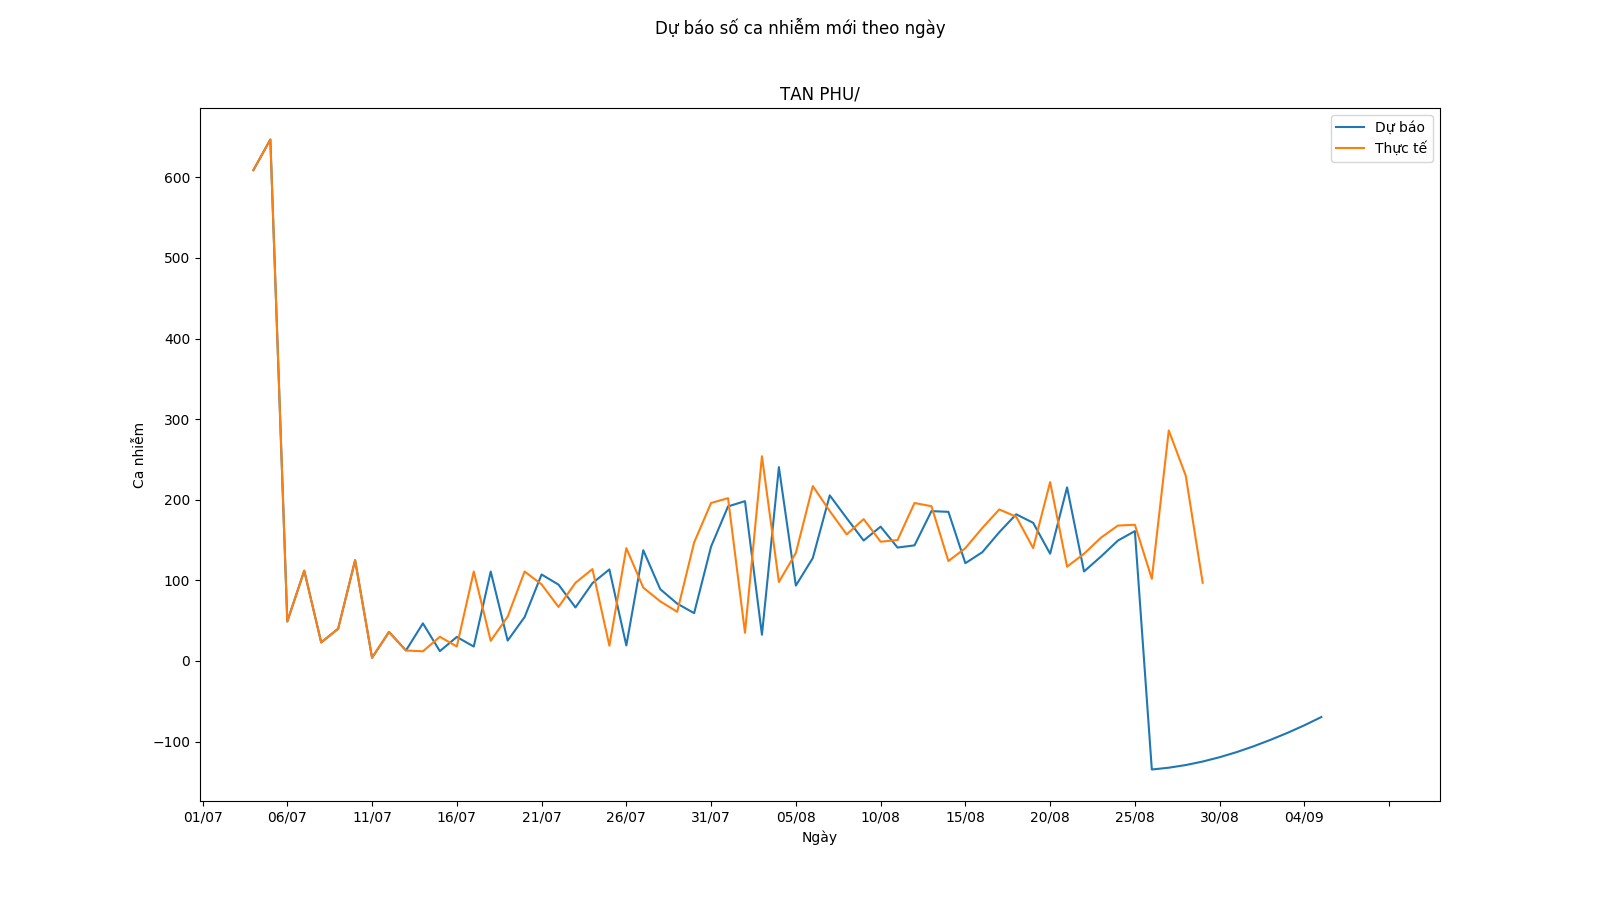 Dự báo số ca nhiễm mới theo ngày
TAN PHU/
Dự báo
Thực tế
600
500
400
300
200
100
0
−100
Ca nhiễm
01/07 06/07 11/07 16/07 21/07 26/07 31/07 05/08 10/08 15/08 20/08 25/08 30/08 04/09
Ngày